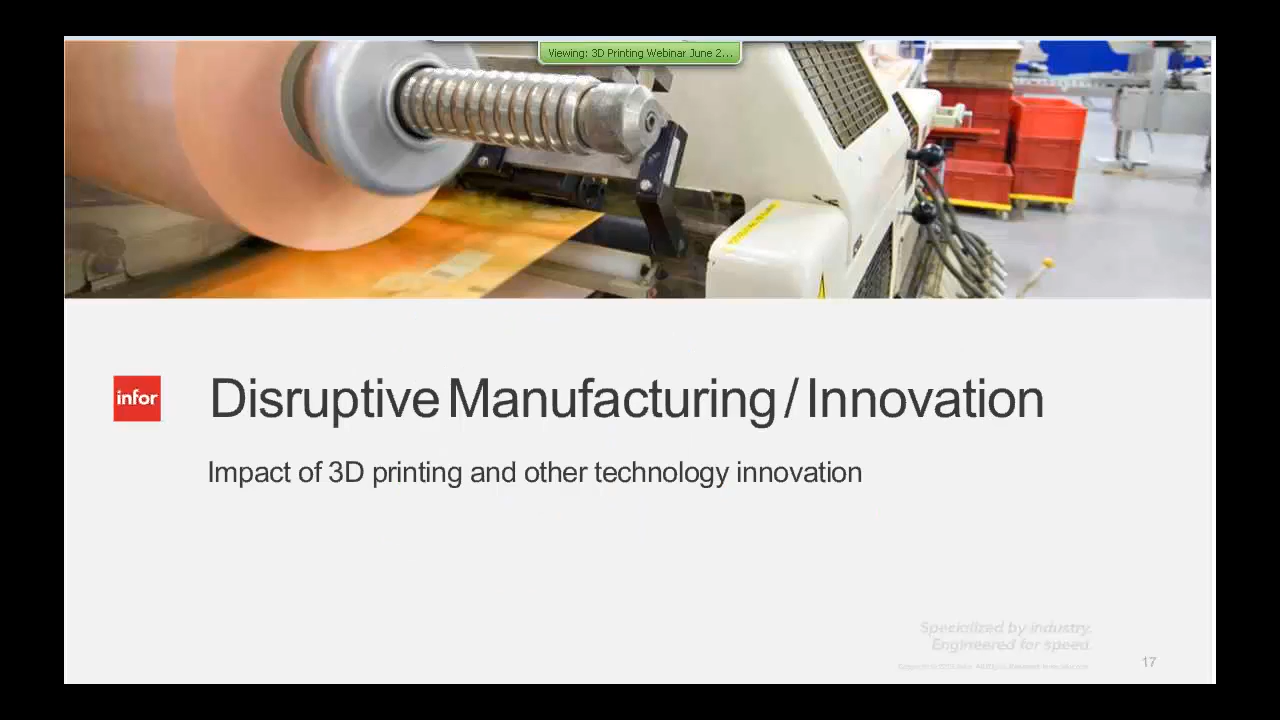 Viewing: 3D Printing Webinar June 2...
infor
Disruptive Manufacturing / Innovation
Impact of 3D printing and other technology innovation
Specialized by industry.
Engineered for speed.
17